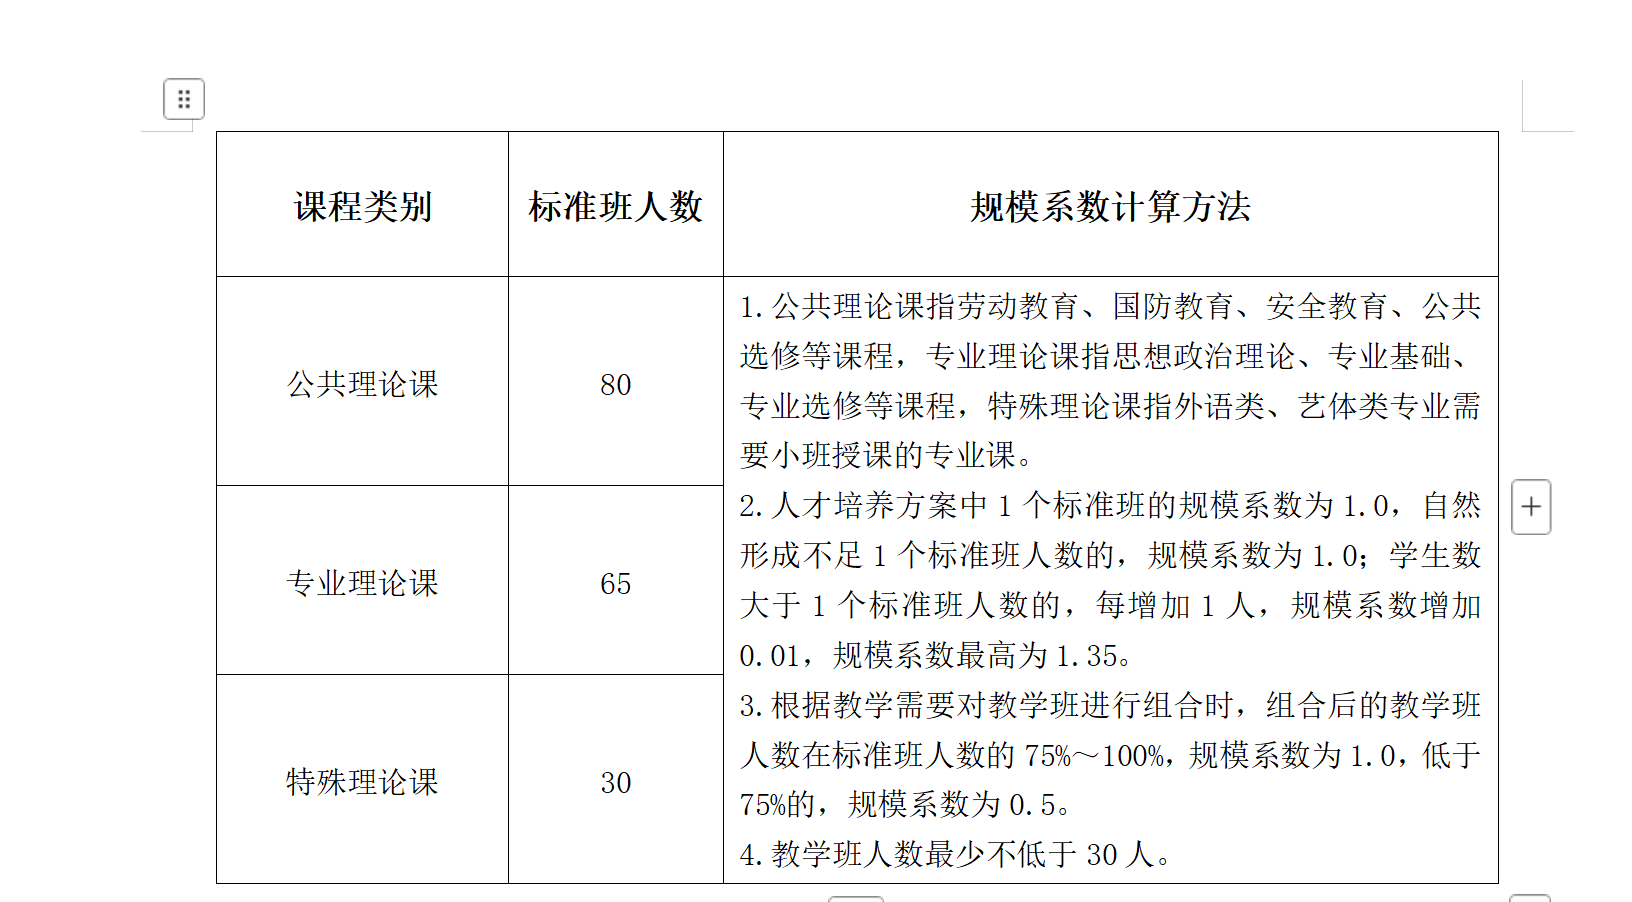 课程类别
标准班人数
规模系数计算方法
公共理论课
80
1.公共理论课指劳动教育、国防教育、安全教育、公共
选修等课程，专业理论课指思想政治理论、专业基础、
专业选修等课程，特殊理论课指外语类、艺体类专业需
要小班授课的专业课。
2.人才培养方案中 1 个标准班的规模系数为 1.0，自然
形成不足 1 个标准班人数的，规模系数为 1.0；学生数
大于 1 个标准班人数的，每增加 1 人，规模系数增加
0.01，规模系数最高为 1.35。
3.根据教学需要对教学班进行组合时，组合后的教学班
人数在标准班人数的 75%～100%，规模系数为 1.0，低于
75%的，规模系数为 0.5。
4.教学班人数最少不低于 30 人。
专业理论课
65
特殊理论课
30